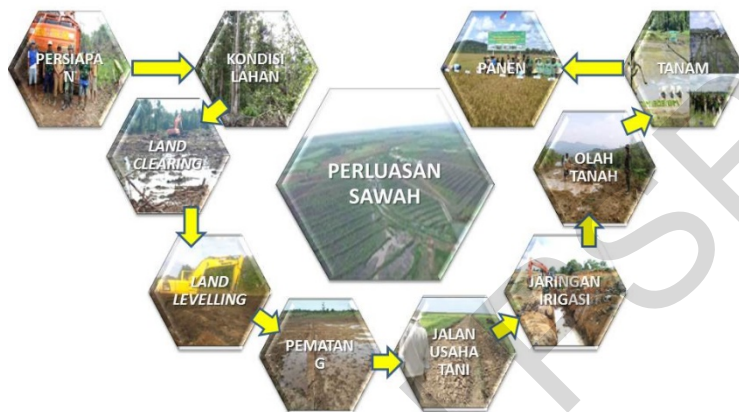 PERSIAPA
N
KONDISI
LAHAN
LAND
CLEARING
LAND
LEVELLING
PEMATAN
G
JALAN
USAHA
TANI
JARINGAN
IRIGASI
OLAH
TANAH
TANAM
PANEN
PERLUASAN
SAWAH